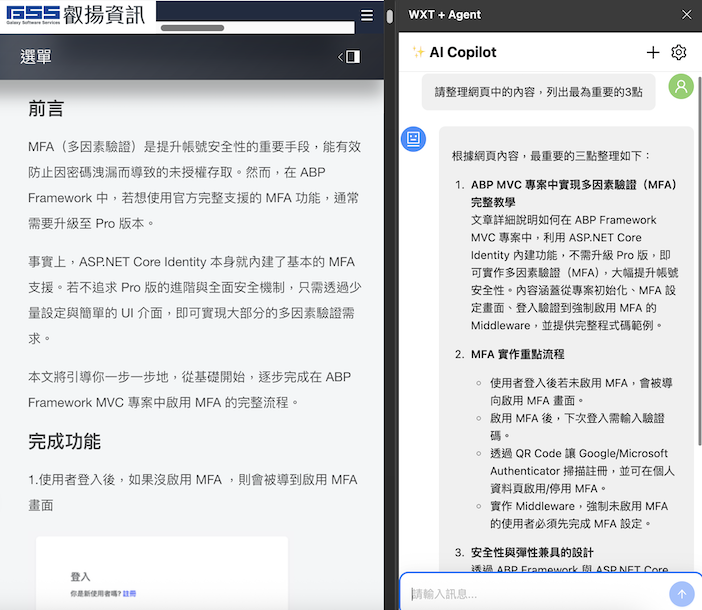 GSS 叡揚資訊
Galaxy Software Services
選單
前言
MFA（多因素驗證）是提升帳號安全性的重要手段，能有效
防止因密碼洩漏而導致的未授權存取。然而，在 ABP
Framework 中，若想使用官方完整支援的 MFA 功能，通常
需要升級至 Pro 版本。
事實上，ASP.NET Core Identity 本身就內建了基本的 MFA
支援。若不追求 Pro 版的進階與全面安全機制，只需透過少
量設定與簡單的 UI 介面，即可實現大部分的多因素驗證需
求。
本文將引導你一步一步地，從基礎開始，逐步完成在 ABP
Framework MVC 專案中啟用 MFA 的完整流程。
完成功能
1.使用者登入後，如果沒啟用 MFA ，則會被導到啟用 MFA
畫面
登入
你是新使用者嗎? 註冊
WXT + Agent
AI Copilot
請整理網頁中的內容，列出最為重要的3點
根據網頁內容，最重要的三點整理如下：
1. ABP MVC 專案中實現多因素驗證（MFA）
完整教學
文章詳細說明如何在 ABP Framework
MVC 專案中，利用 ASP.NET Core
Identity 內建功能，不需升級 Pro 版，即
可實作多因素驗證（MFA），大幅提升帳號
安全性。內容涵蓋從專案初始化、MFA 設
定畫面、登入驗證到強制啟用 MFA 的
Middleware，並提供完整程式碼範例。
2. MFA 實作重點流程
使用者登入後若未啟用 MFA，會被導
向啟用 MFA 畫面。
啟用 MFA 後，下次登入需輸入驗證
碼。
透過 QR Code 讓 Google/Microsoft
Authenticator 掃描註冊，並可在個人
資料頁啟用/停用 MFA。
實作 Middleware，強制未啟用 MFA
的使用者必須先完成 MFA 設定。
3. 安全性與彈性兼具的設計
透過 ABP Framework 與 ASP.NET Core
請輸入訊息...